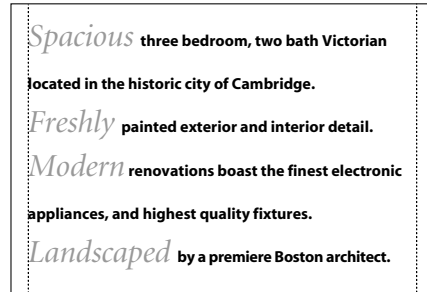 Spacious three bedroom, two bath Victorian
located in the historic city of Cambridge.
Freshly painted exterior and interior detail.
Modern renovations boast the finest electronic
appliances, and highest quality fixtures.
Landscaped by a premiere Boston architect.